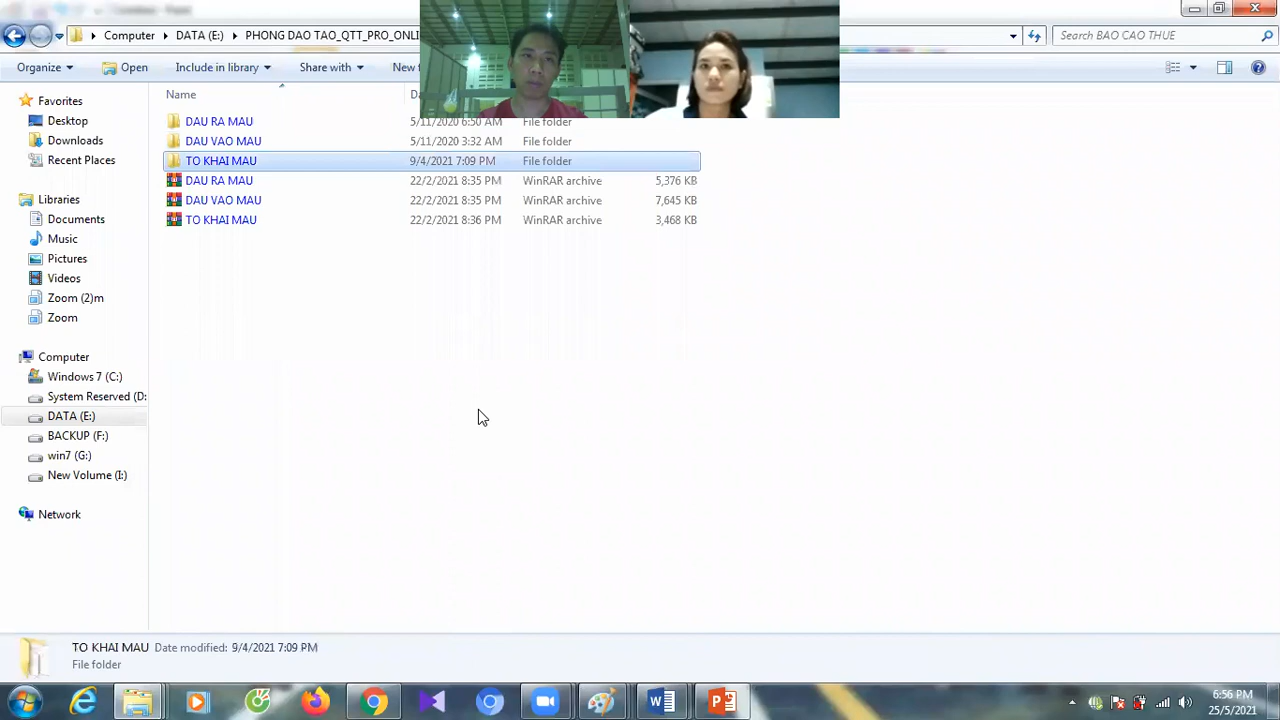 Computer DATA (E:) PHONG DAO TAO_QTT_PRO_ONLI Search BAO CAO THUE
Organize Open Include in library Share with New f
Name Da
DAU RA MAU 5/11/2020 6:50 AM File folder
DAU VAO MAU 5/11/2020 3:32 AM File folder
TO KHAI MAU 9/4/2021 7:09 PM File folder
DAU RA MAU 22/2/2021 8:35 PM WinRAR archive 5,376 KB
DAU VAO MAU 22/2/2021 8:35 PM WinRAR archive 7,645 KB
TO KHAI MAU 22/2/2021 8:36 PM WinRAR archive 3,468 KB
Favorites
Desktop
Downloads
Recent Places
Libraries
Documents
Music
Pictures
Videos
Zoom (2)m
Zoom
Computer
Windows 7 (C:)
System Reserved (D:
DATA (E:)
BACKUP (F:)
win7 (G:)
New Volume (I:)
Network
TO KHAI MAU Date modified: 9/4/2021 7:09 PM
File folder
6:56 PM
25/5/2021